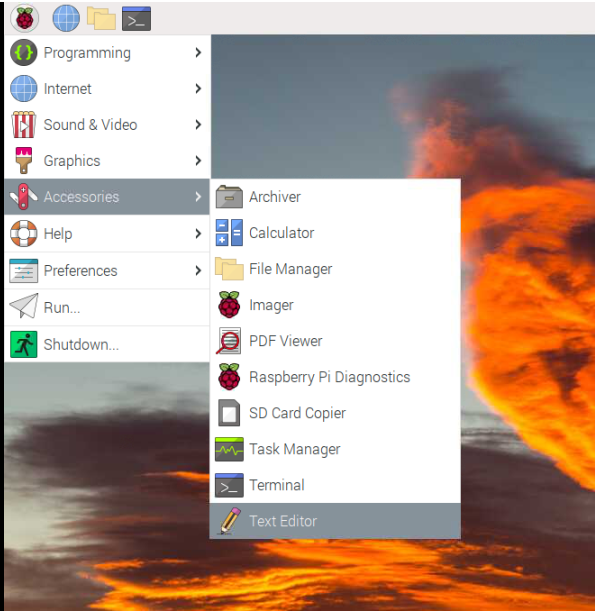 Programming
Internet
Sound & Video
Graphics
Accessories
Help
Preferences
Run...
Shutdown...
Archiver
Calculator
File Manager
Imager
PDF Viewer
Raspberry Pi Diagnostics
SD Card Copier
Task Manager
Terminal
Text Editor